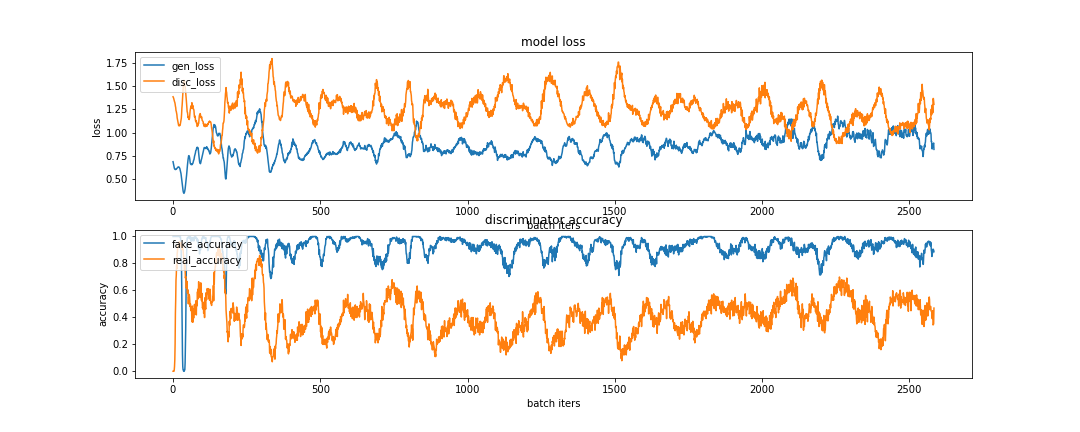 model loss
gen_loss
disc_loss
loss
1.75
1.50
1.25
1.00
0.75
0.50
0
500
1000
1500
2000
2500
batch iters
discriminator accuracy
fake_accuracy
real_accuracy
accuracy
1.0
0.8
0.6
0.4
0.2
0.0
0
500
1000
1500
2000
2500
batch iters